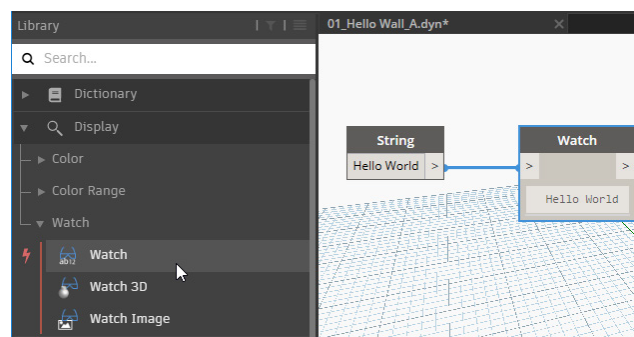 Library
Search...
Dictionary
Display
Color
Color Range
Watch
Watch
Watch 3D
Watch Image
01_Hello Wall_A.dyn*
String
Hello World >
Watch
> >
Hello World